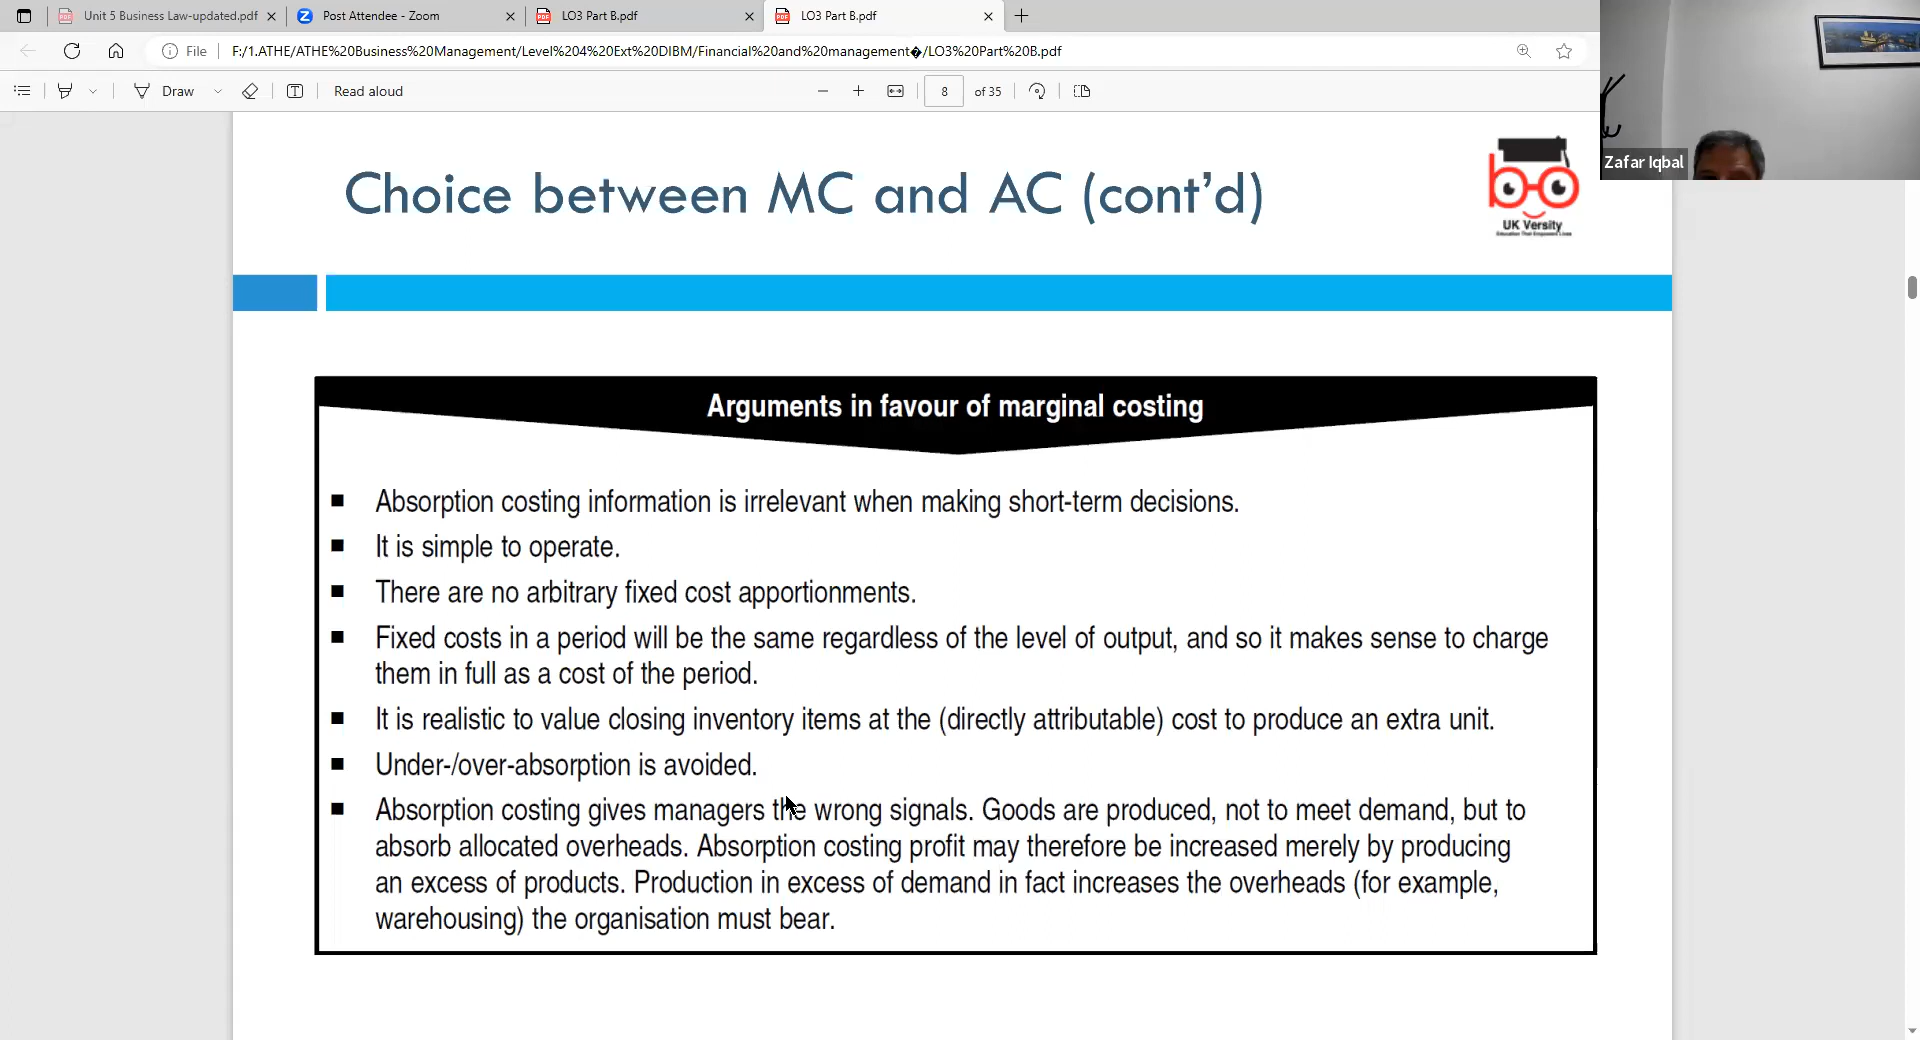 Unit 5 Business Law-updated.pdf
Post Attendee - Zoom
LO3 Part B.pdf
LO3 Part B.pdf
File
F:/1.ATHE/ATHE%20Business%20Management/Level%204%20Ext%20DIBM/Financial%20and%20management�/LO3%20Part%20B.pdf
Draw
Read aloud
8 of 35
Zafar Iqbal
Choice between MC and AC (cont’d)
UK Versity
Arguments in favour of marginal costing
■ Absorption costing information is irrelevant when making short-term decisions.
■ It is simple to operate.
■ There are no arbitrary fixed cost apportionments.
■ Fixed costs in a period will be the same regardless of the level of output, and so it makes sense to charge
them in full as a cost of the period.
■ It is realistic to value closing inventory items at the (directly attributable) cost to produce an extra unit.
■ Under-/over-absorption is avoided.
■ Absorption costing gives managers the wrong signals. Goods are produced, not to meet demand, but to
absorb allocated overheads. Absorption costing profit may therefore be increased merely by producing
an excess of products. Production in excess of demand in fact increases the overheads (for example,
warehousing) the organisation must bear.